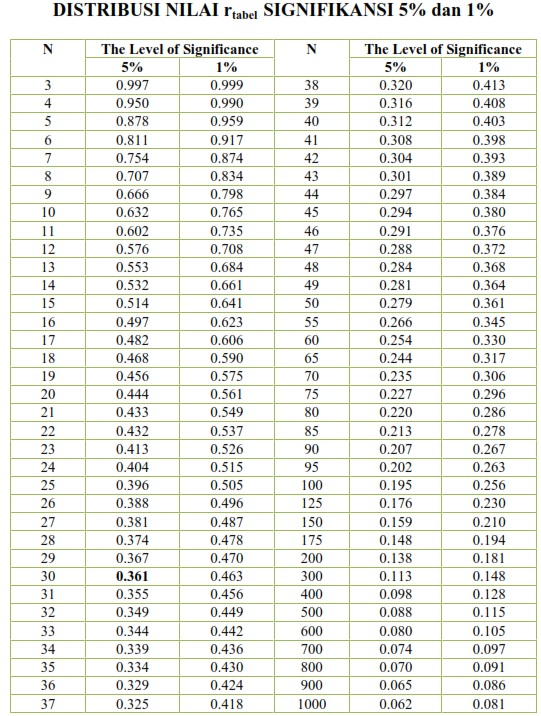 DISTRIBUSI NILAI rtabel SIGNIFIKANSI 5% dan 1%
N The Level of Significance N The Level of Significance
5% 1% 5% 1%
3 0.997 0.999 38 0.320 0.413
4 0.950 0.990 39 0.316 0.408
5 0.878 0.959 40 0.312 0.403
6 0.811 0.917 41 0.308 0.398
7 0.754 0.874 42 0.304 0.393
8 0.707 0.834 43 0.301 0.389
9 0.666 0.798 44 0.297 0.384
10 0.632 0.765 45 0.294 0.380
11 0.602 0.735 46 0.291 0.376
12 0.576 0.708 47 0.288 0.372
13 0.553 0.684 48 0.284 0.368
14 0.532 0.661 49 0.281 0.364
15 0.514 0.641 50 0.279 0.361
16 0.497 0.623 55 0.266 0.345
17 0.482 0.606 60 0.254 0.330
18 0.468 0.590 65 0.244 0.317
19 0.456 0.575 70 0.235 0.306
20 0.444 0.561 75 0.227 0.296
21 0.433 0.549 80 0.220 0.286
22 0.432 0.537 85 0.213 0.278
23 0.413 0.526 90 0.207 0.267
24 0.404 0.515 95 0.202 0.263
25 0.396 0.505 100 0.195 0.256
26 0.388 0.496 125 0.176 0.230
27 0.381 0.487 150 0.159 0.210
28 0.374 0.478 175 0.148 0.194
29 0.367 0.470 200 0.138 0.181
30 0.361 0.463 300 0.113 0.148
31 0.355 0.456 400 0.098 0.128
32 0.349 0.449 500 0.088 0.115
33 0.344 0.442 600 0.080 0.105
34 0.339 0.436 700 0.074 0.097
35 0.334 0.430 800 0.070 0.091
36 0.329 0.424 900 0.065 0.086
37 0.325 0.418 1000 0.062 0.081